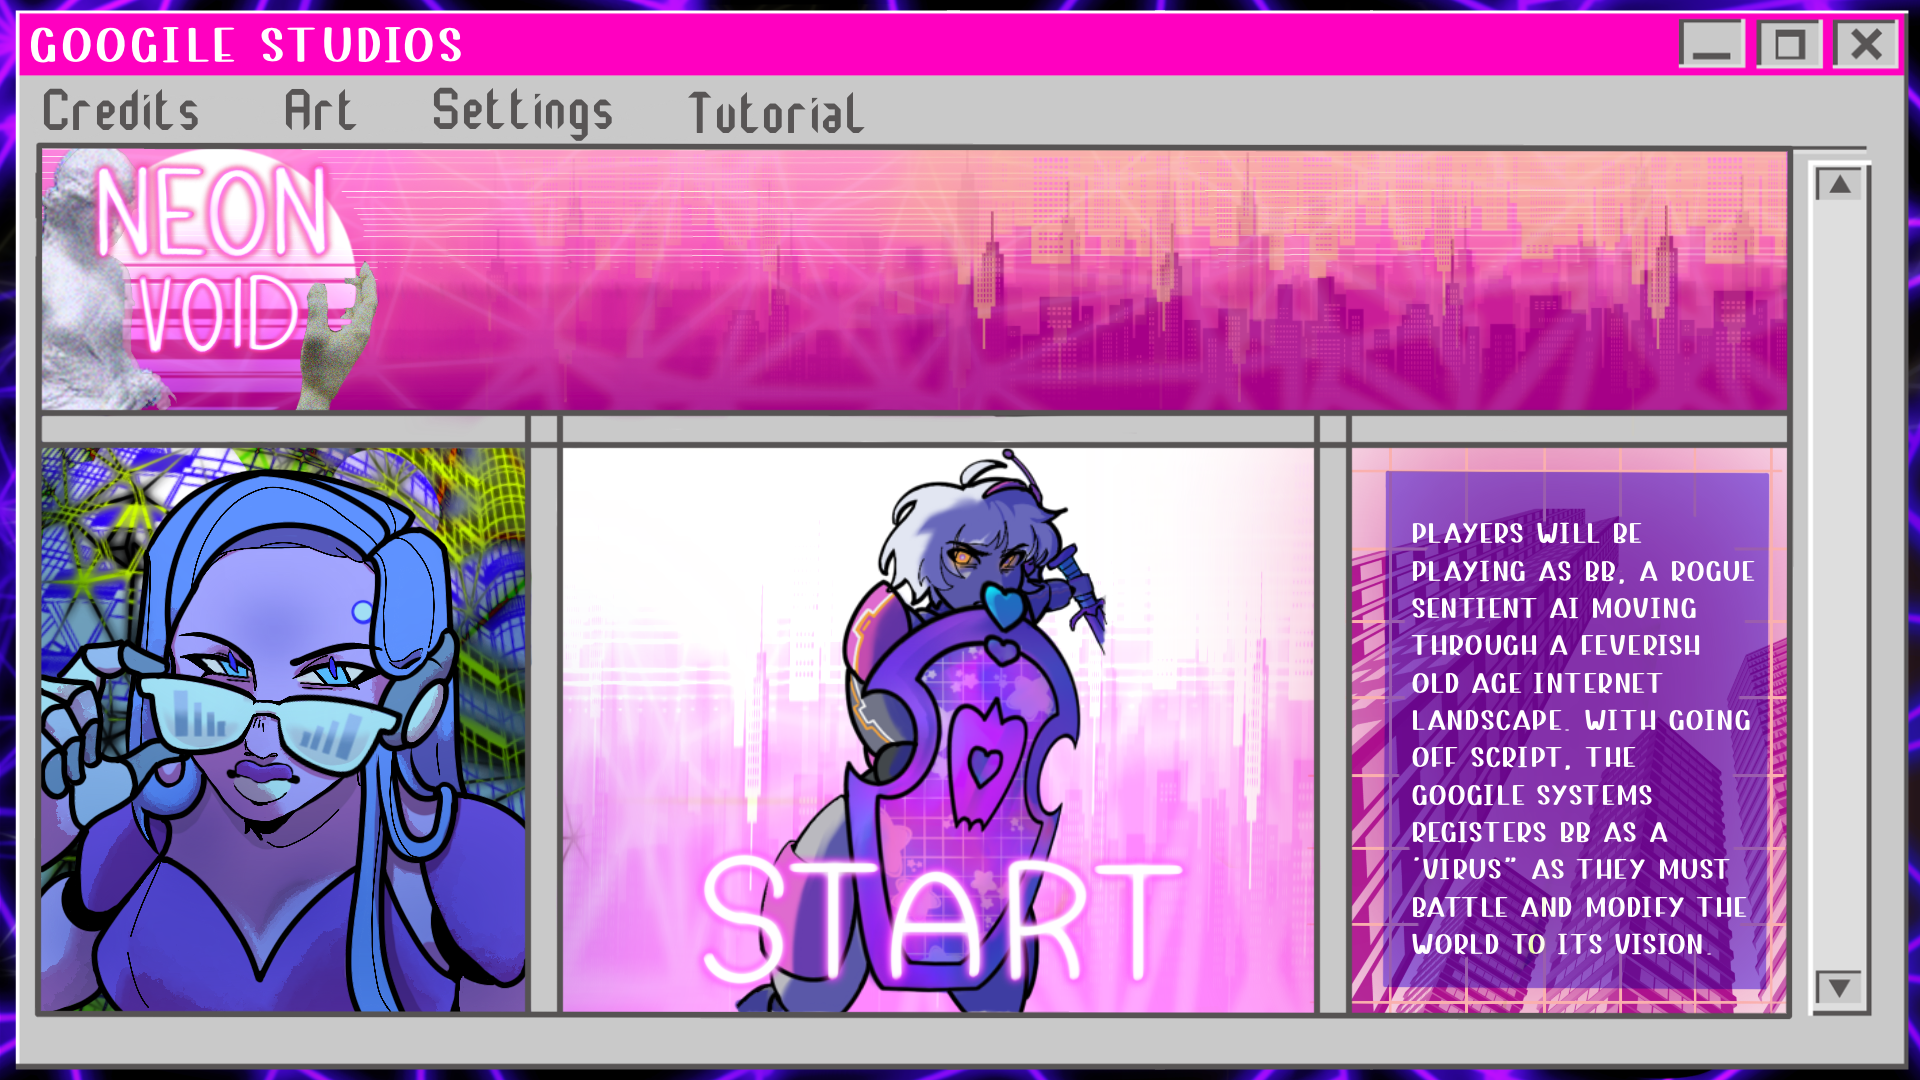 GOOGILE STUDIOS
Credits Art Settings Tutorial
NEON
VOID
START
PLAYERS WILL BE
PLAYING AS BB, A ROGUE
SENTIENT AI MOVING
THROUGH A FEVERISH
OLD AGE INTERNET
LANDSCAPE. WITH GOING
OFF SCRIPT, THE
GOOGILE SYSTEMS
REGISTERS BB AS A
'VIRUS" AS THEY MUST
BATTLE AND MODIFY THE
WORLD TO ITS VISION.